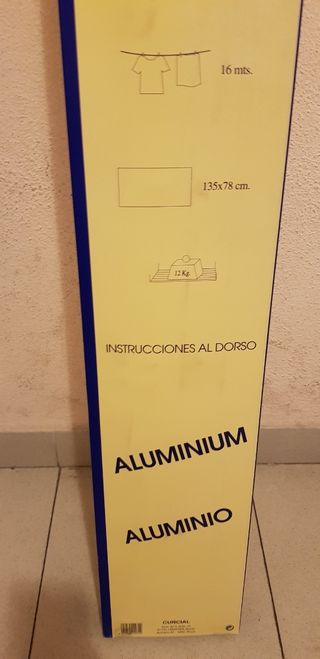 16 mts.
135x78 cm.
12 Kg.
INSTRUCCIONES AL DORSO
ALUMINIUM
ALUMINIO
CURCIAL